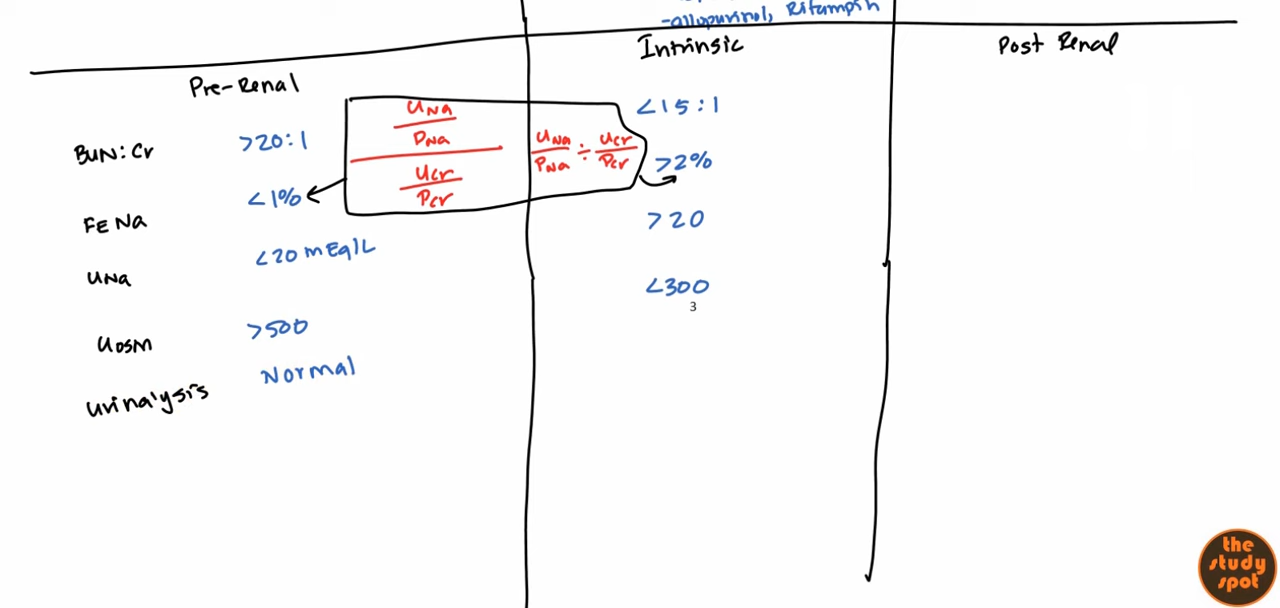 -allopurinol, Rifampin
Pre-Renal
Intrinsic
Post Renal
BUN:Cr >20:1 <15:1
UNa
PNa
UCr
PCr
UNa/PNa ÷ UCr/PCr
FENa <1% >2%
UNa <20 mEq/L >20
UOSM >500 <300
3
Urinalysis Normal
the
study
spot